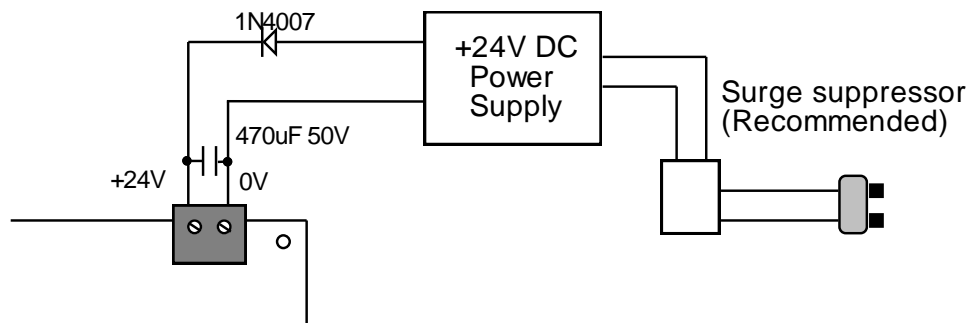 1N4007
+24V DC
Power
Supply
Surge suppressor
(Recommended)
470uF 50V
+24V
0V